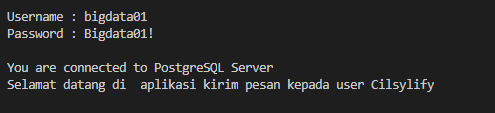 Username : bigdata01
Password : Bigdata01!
You are connected to PostgreSQL Server
Selamat datang di  aplikasi kirim pesan kepada user Cilsylify